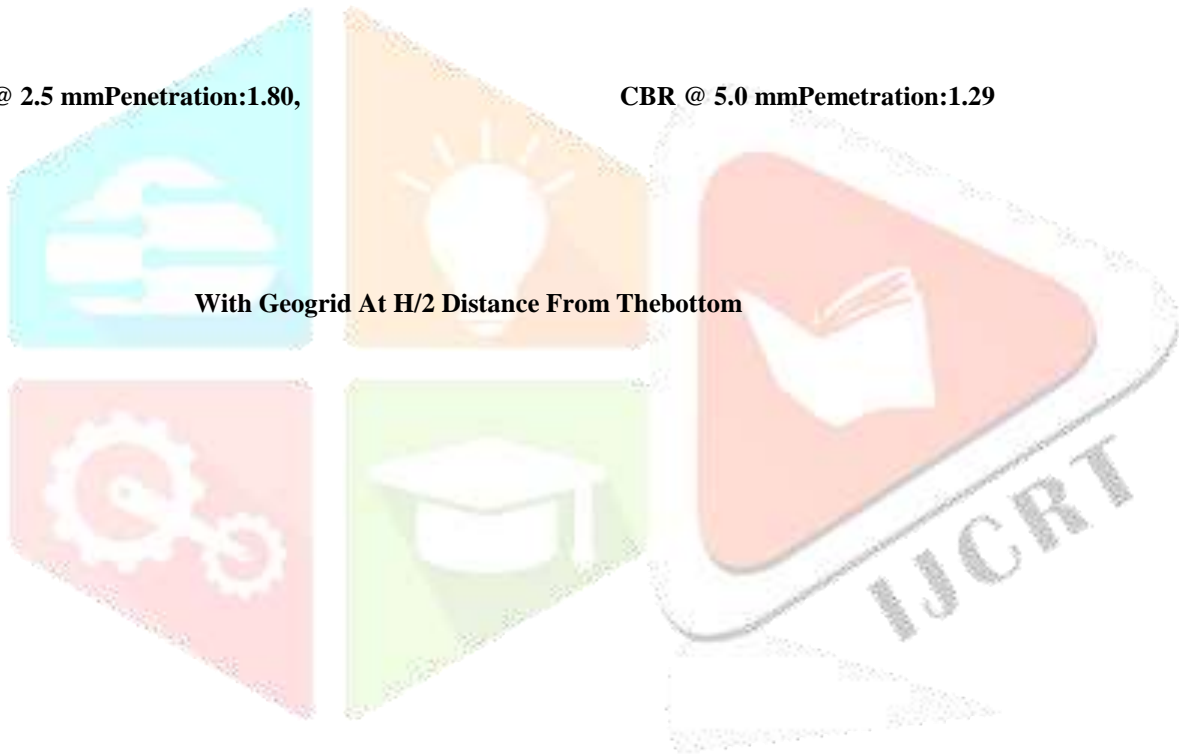 @ 2.5 mmPenetration:1.80, CBR @ 5.0 mmPemetration:1.29
With Geogrid At H/2 Distance From Thebottom
IJCRT